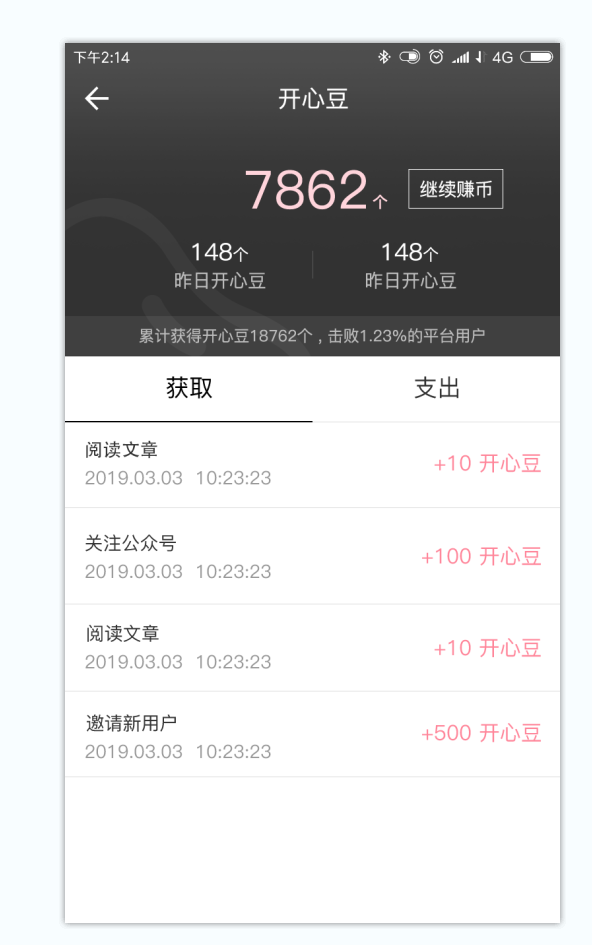 下午2:14 4G
开心豆
7862个 继续赚币
148个 148个
昨日开心豆 昨日开心豆
累计获得开心豆18762个，击败1.23%的平台用户
获取 支出
阅读文章
+10 开心豆
2019.03.03 10:23:23
关注公众号
+100 开心豆
2019.03.03 10:23:23
阅读文章
+10 开心豆
2019.03.03 10:23:23
邀请新用户
+500 开心豆
2019.03.03 10:23:23